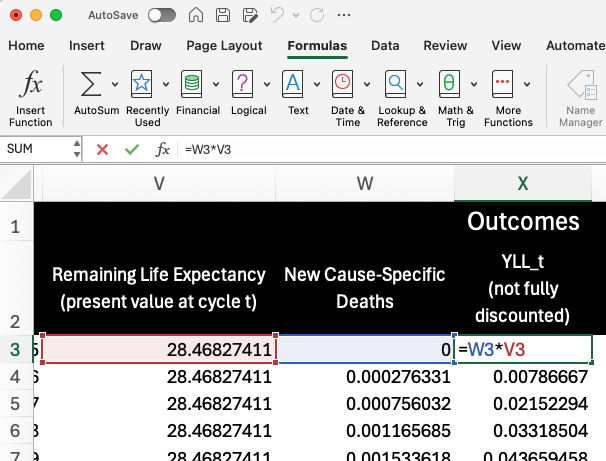 AutoSave
Home Insert Draw Page Layout Formulas Data Review View Automate
fx Σ ? A θ
Insert Function AutoSum Recently Used Financial Logical Text Date & Time Lookup & Reference Math & Trig More Functions Name Manager
SUM fx =W3*V3
V W X
1 Outcomes
2 Remaining Life Expectancy (present value at cycle t) New Cause-Specific Deaths YLL_t (not fully discounted)
3 28.46827411 0 =W3*V3
4 28.46827411 0.000276331 0.00786667
5 28.46827411 0.000756032 0.02152294
6 28.46827411 0.001165685 0.03318504
7 28.46827411 0.001533618 0.043659458